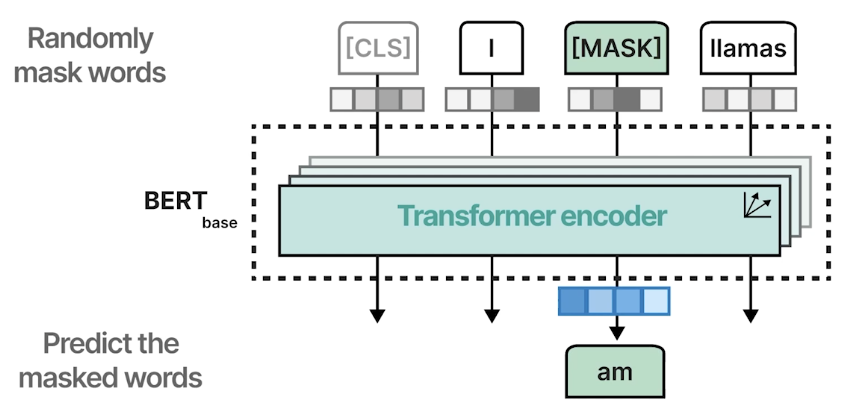 Randomly
mask words
[CLS] I [MASK] llamas
BERT
base
Transformer encoder
Predict the
masked words
am